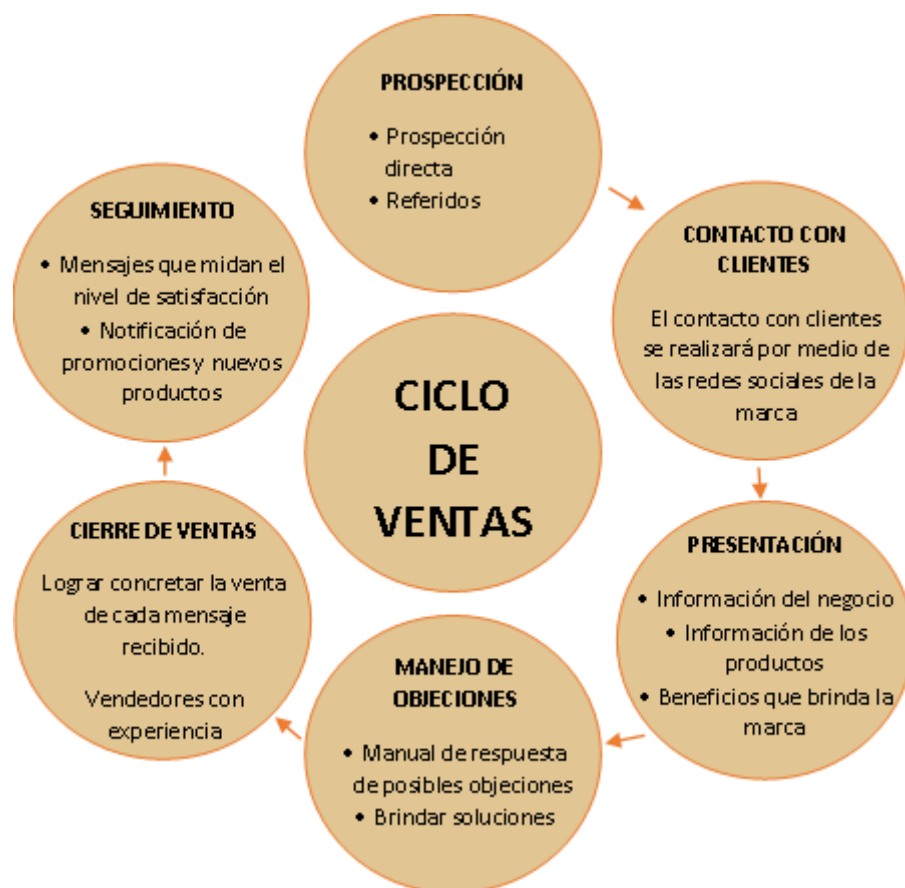 PROSPECCIÓN
• Prospección
directa
• Referidos
CONTACTO CON
CLIENTES
El contacto con clientes
se realizará por medio de
las redes sociales de la
marca
PRESENTACIÓN
• Información del negocio
• Información de los
productos
• Beneficios que brinda la
marca
MANEJO DE
OBJECIONES
• Manual de respuesta
de posibles objeciones
• Brindar soluciones
CIERRE DE VENTAS
Lograr concretar la venta
de cada mensaje
recibido.
Vendedores con
experiencia
SEGUIMIENTO
• Mensajes que midan el
nivel de satisfacción
• Notificación de
promociones y nuevos
productos
CICLO
DE
VENTAS